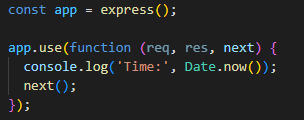 const app = express();
app.use(function (req, res, next) {
  console.log('Time:', Date.now());
  next();
});